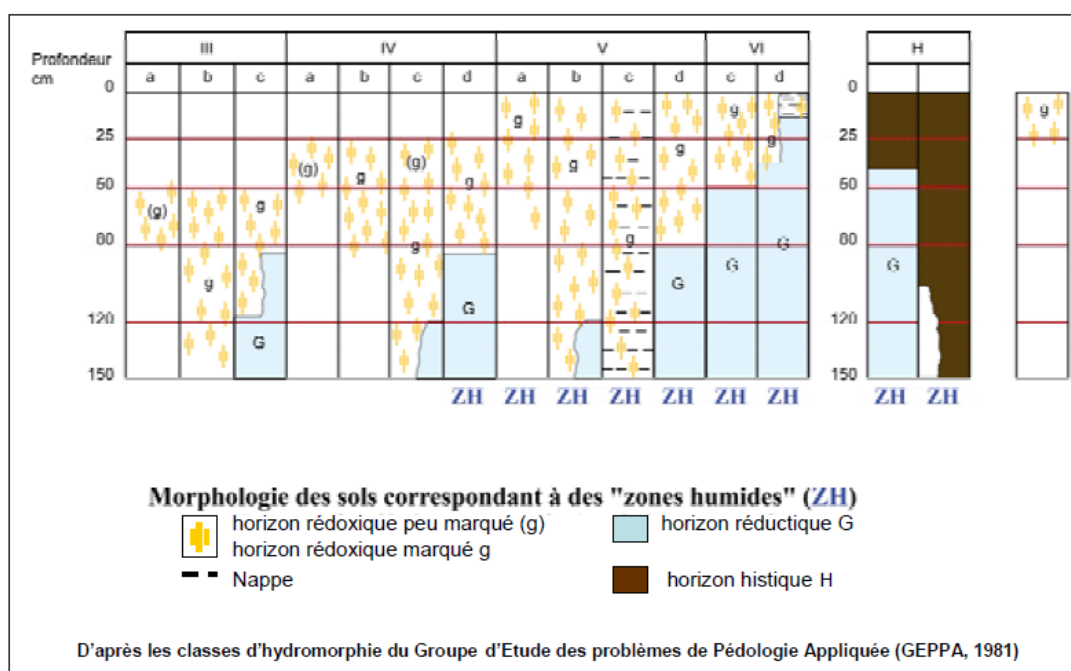 III IV V VI H
Profondeur
cm
a b c a b c d a b c d c d
0 0
(g) g g (g) g (g) g g g g g g g g
25 25
50 50
80 80
g G g G G G G G
120 120
150 150
ZH ZH ZH ZH ZH ZH ZH ZH ZH
Morphologie des sols correspondant à des "zones humides" (ZH)
horizon rédoxique peu marqué (g)
horizon rédoxique marqué g
Nappe
horizon réductique G
horizon histique H
D'après les classes d'hydromorphie du Groupe d'Etude des problèmes de Pédologie Appliquée (GEPPA, 1981)